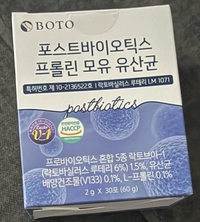 BOTO
포스트바이오틱스
프롤린 모유 유산균
특허번호 제 10-2136522호 | 락토바실러스 루테리 LM 1071
postbiotics
V-1
HACCP
프로바이오틱스 혼합 5종 락토브이-1
(락토바실러스 루테리 6%) 1.5%, 유산균
배양건조물(V133) 0.1%, L-프롤린 0.1%
2 g X 30포 (60 g)